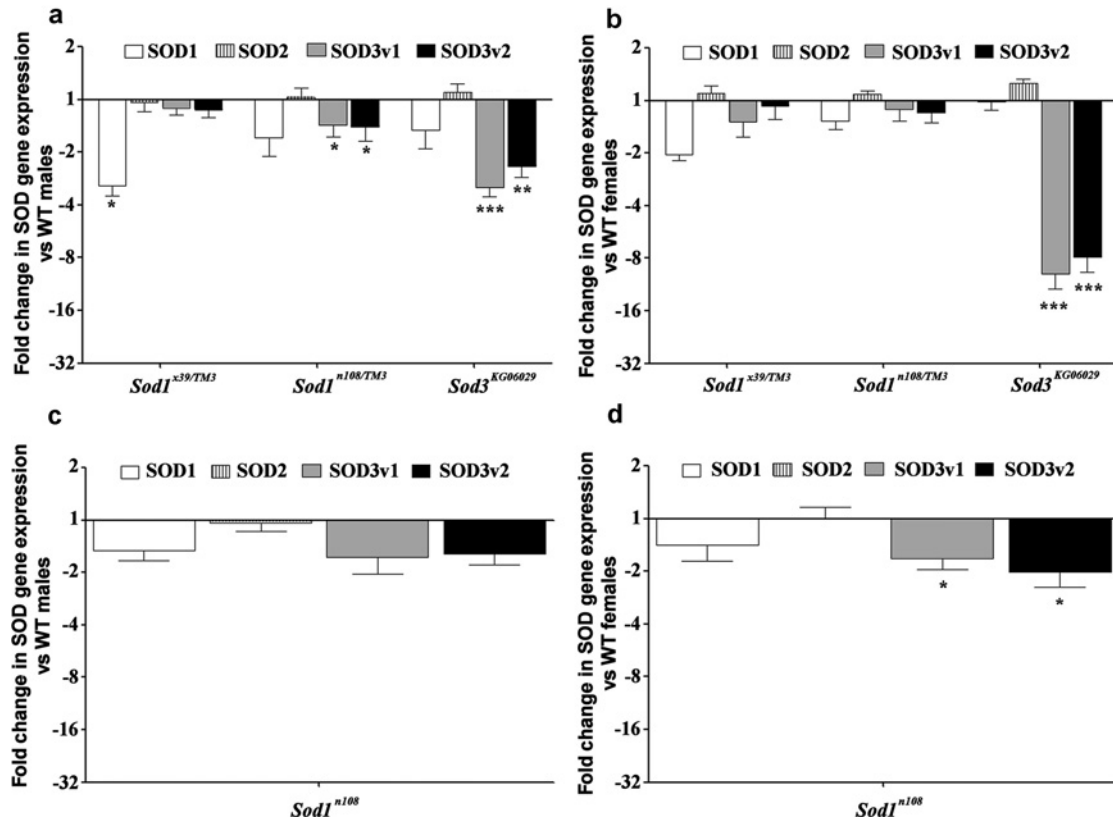 a
Fold change in SOD gene expression
vs WT males
2
1
-2
-4
-8
-16
-32
SOD1 SOD2 SOD3v1 SOD3v2
*
*
*
***
**
Sod1x39/TM3 Sod1n108/TM3 Sod3KG06029
b
Fold change in SOD gene expression
vs WT females
2
1
-2
-4
-8
-16
-32
SOD1 SOD2 SOD3v1 SOD3v2
***
***
Sod1x39/TM3 Sod1n108/TM3 Sod3KG06029
c
Fold change in SOD gene expression
vs WT males
2
1
-2
-4
-8
-16
-32
SOD1 SOD2 SOD3v1 SOD3v2
Sod1n108
d
Fold change in SOD gene expression
vs WT females
2
1
-2
-4
-8
-16
-32
SOD1 SOD2 SOD3v1 SOD3v2
*
*
Sod1n108